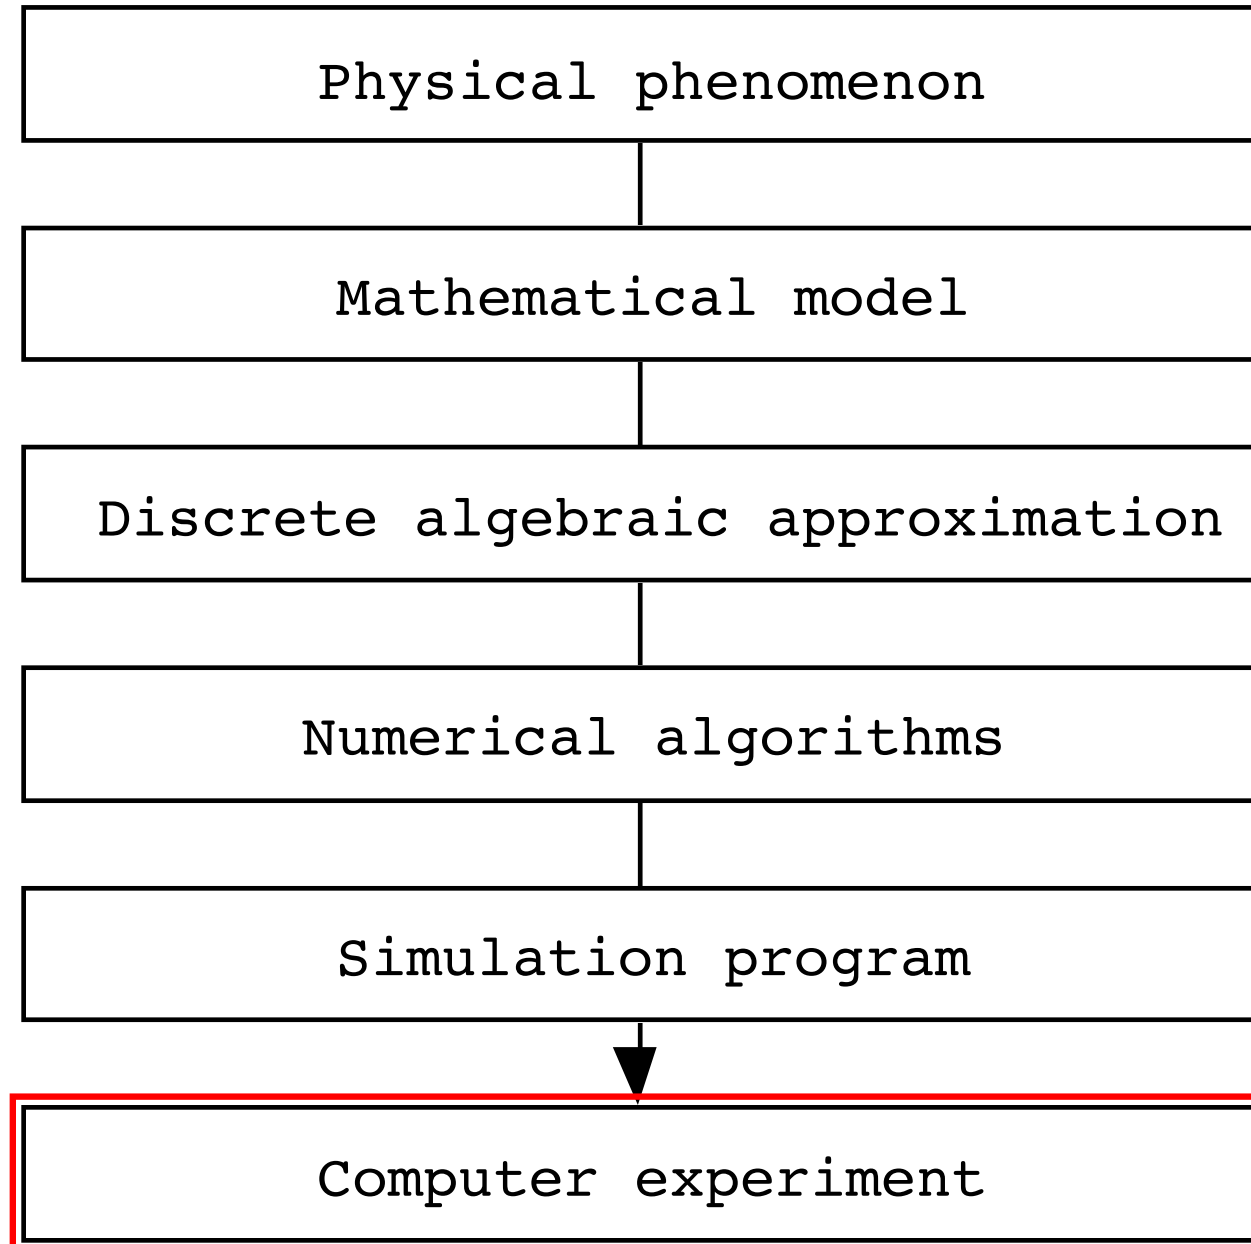 Physical phenomenon
Mathematical model
Discrete algebraic approximation
Numerical algorithms
Simulation program
Computer experiment